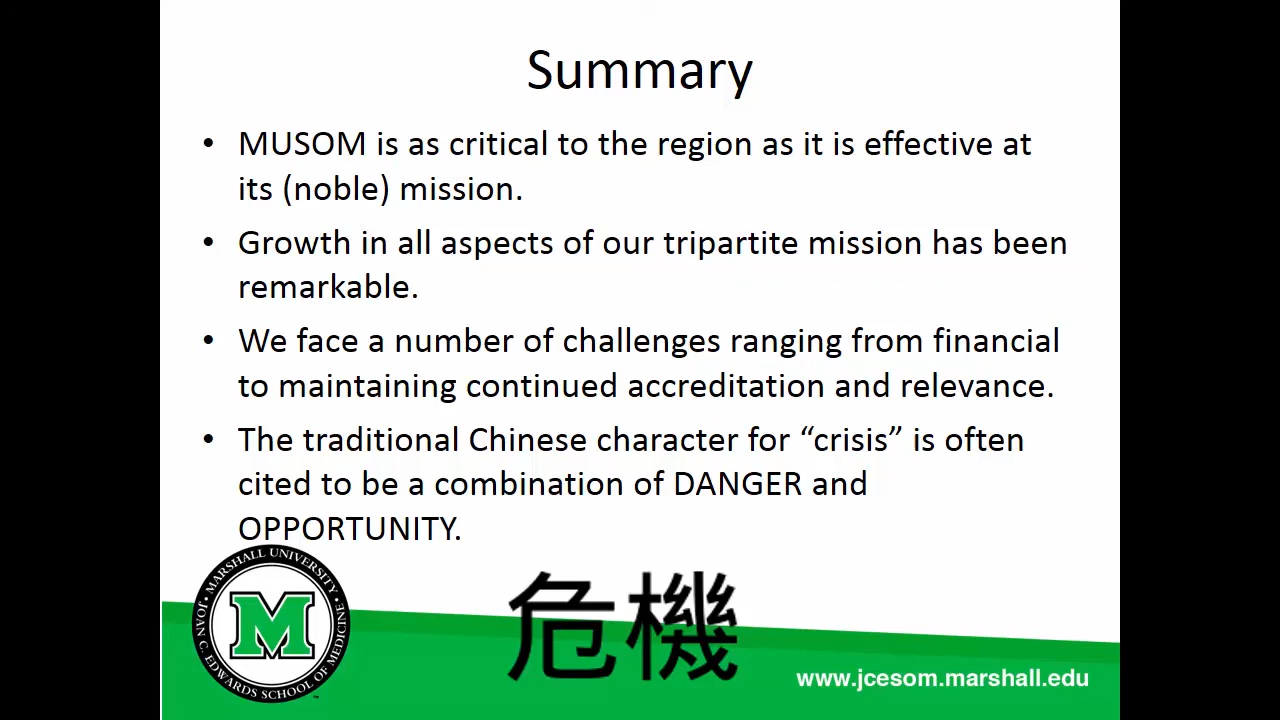 Summary
• MUSOM is as critical to the region as it is effective at
its (noble) mission.
• Growth in all aspects of our tripartite mission has been
remarkable.
• We face a number of challenges ranging from financial
to maintaining continued accreditation and relevance.
• The traditional Chinese character for “crisis” is often
cited to be a combination of DANGER and
OPPORTUNITY.
危機
• MARSHALL UNIVERSITY •
JOAN C. EDWARDS SCHOOL OF MEDICINE
M
www.jcesom.marshall.edu